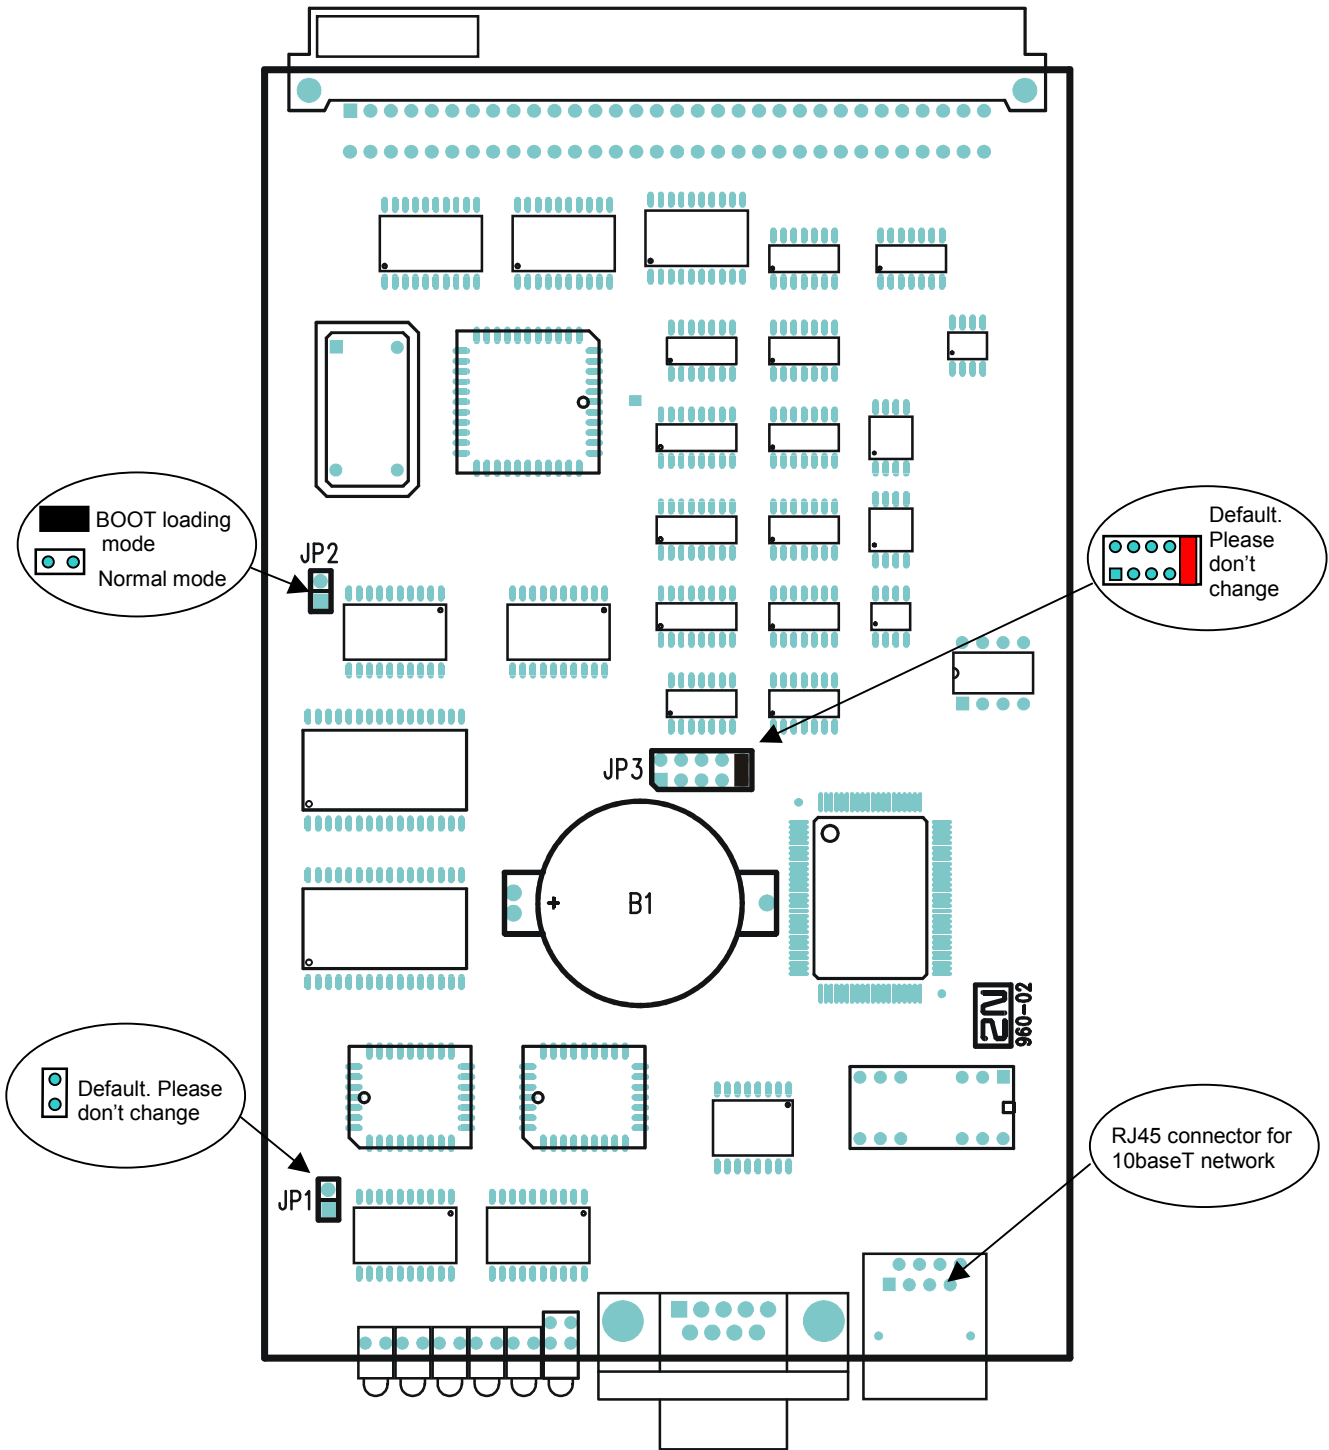 BOOT loading
mode
Normal mode
JP2
Default.
Please
don't
change
JP3
B1
+
2N
960-02
Default. Please
don't change
JP1
RJ45 connector for
10baseT network